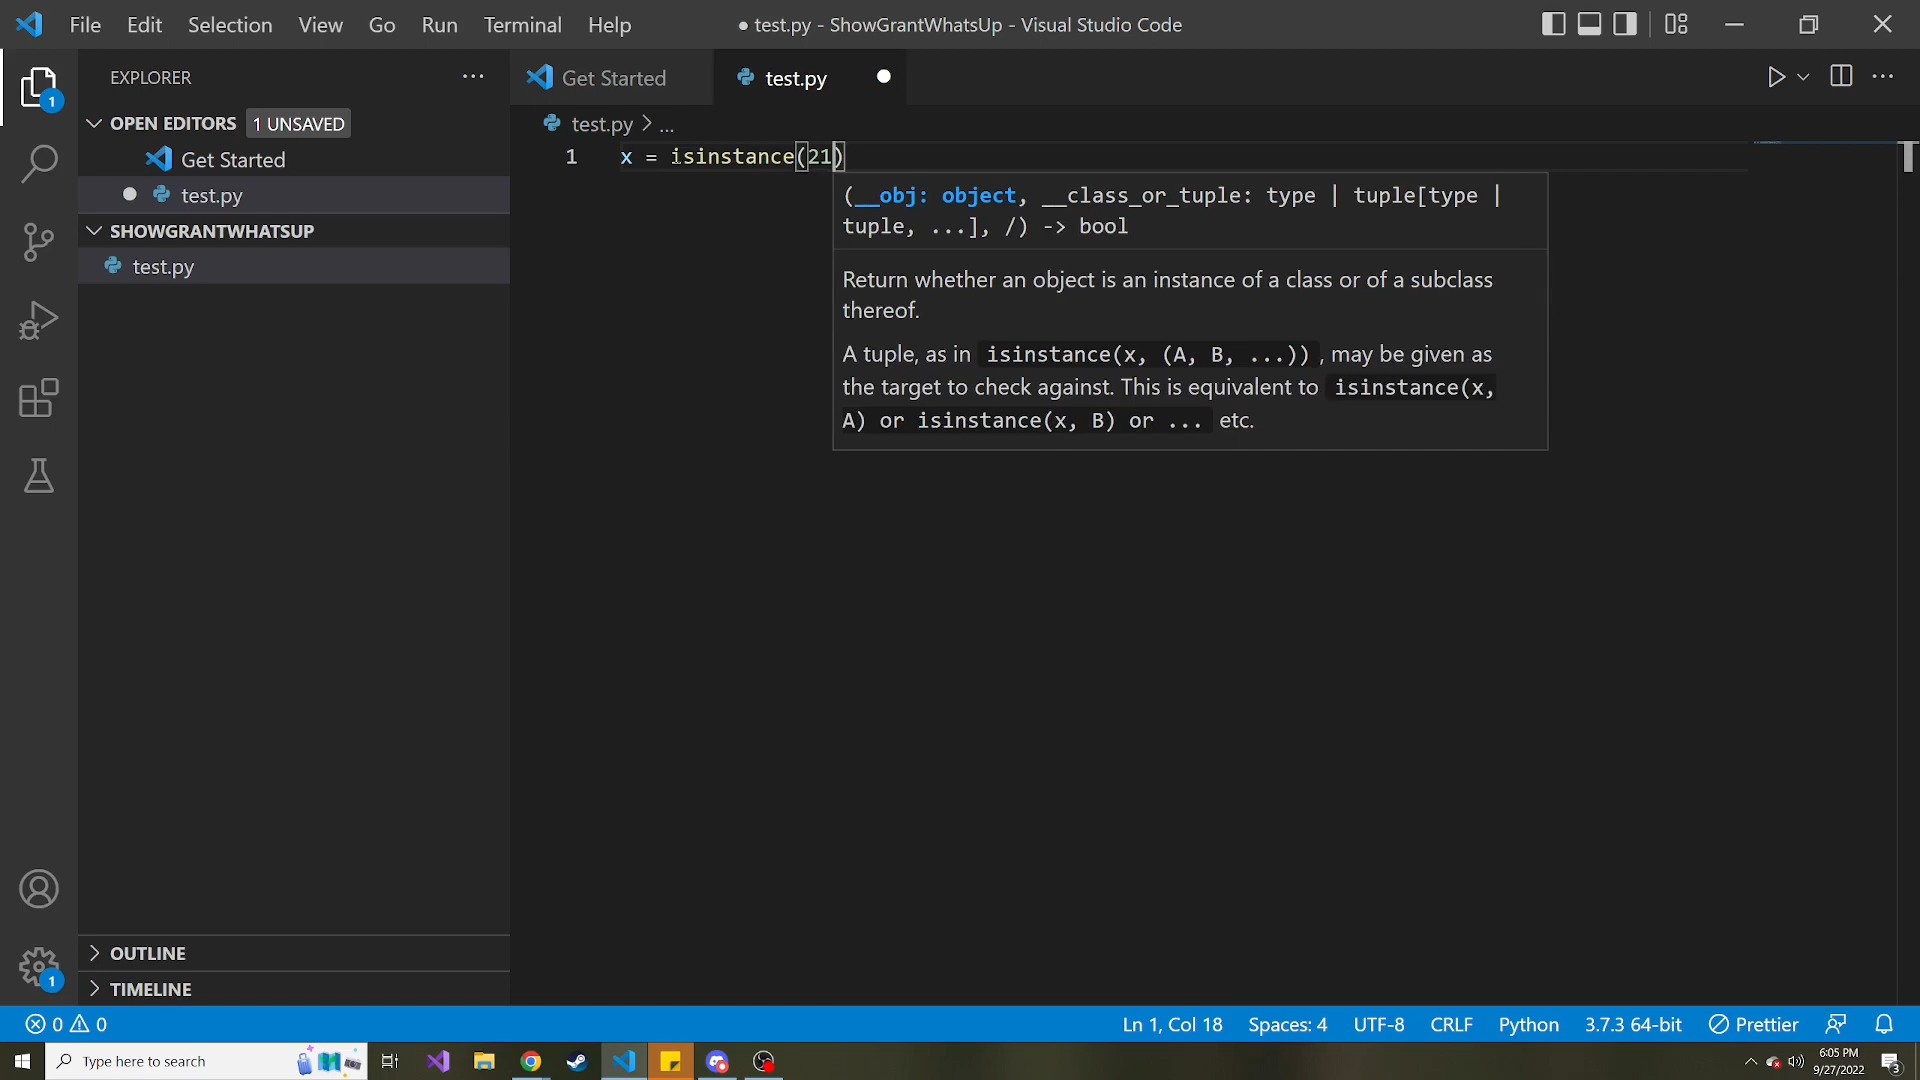 File Edit Selection View Go Run Terminal Help
● test.py - ShowGrantWhatsUp - Visual Studio Code
EXPLORER
OPEN EDITORS 1 UNSAVED
Get Started
test.py
SHOWGRANTWHATSUP
test.py
OUTLINE
TIMELINE
1
1
Get Started
test.py
test.py > ...
1 x = isinstance(21)
(__obj: object, __class_or_tuple: type | tuple[type |
tuple, ...], /) -> bool
Return whether an object is an instance of a class or of a subclass
thereof.
A tuple, as in isinstance(x, (A, B, ...)), may be given as
the target to check against. This is equivalent to isinstance(x,
A) or isinstance(x, B) or ... etc.
0 0
Ln 1, Col 18 Spaces: 4 UTF-8 CRLF Python 3.7.3 64-bit Prettier
Type here to search
6:05 PM
9/27/2022
3